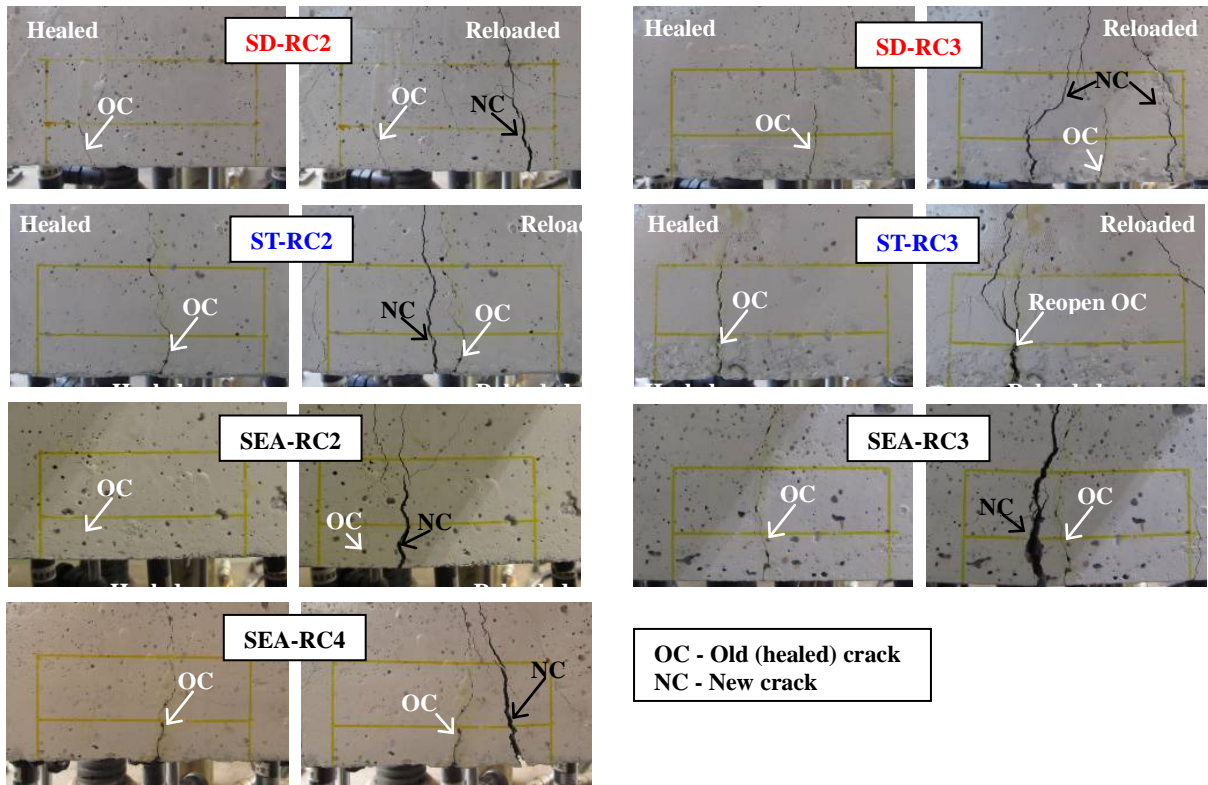 Healed
SD-RC2
Reloaded
OC
OC
NC
Healed
SD-RC3
Reloaded
OC
NC
OC
Healed
ST-RC2
OC
NC
OC
Healed
ST-RC3
Reloaded
OC
Reopen OC
SEA-RC2
OC
OC
NC
SEA-RC3
OC
NC
OC
SEA-RC4
OC
OC
NC
OC - Old (healed) crack
NC - New crack